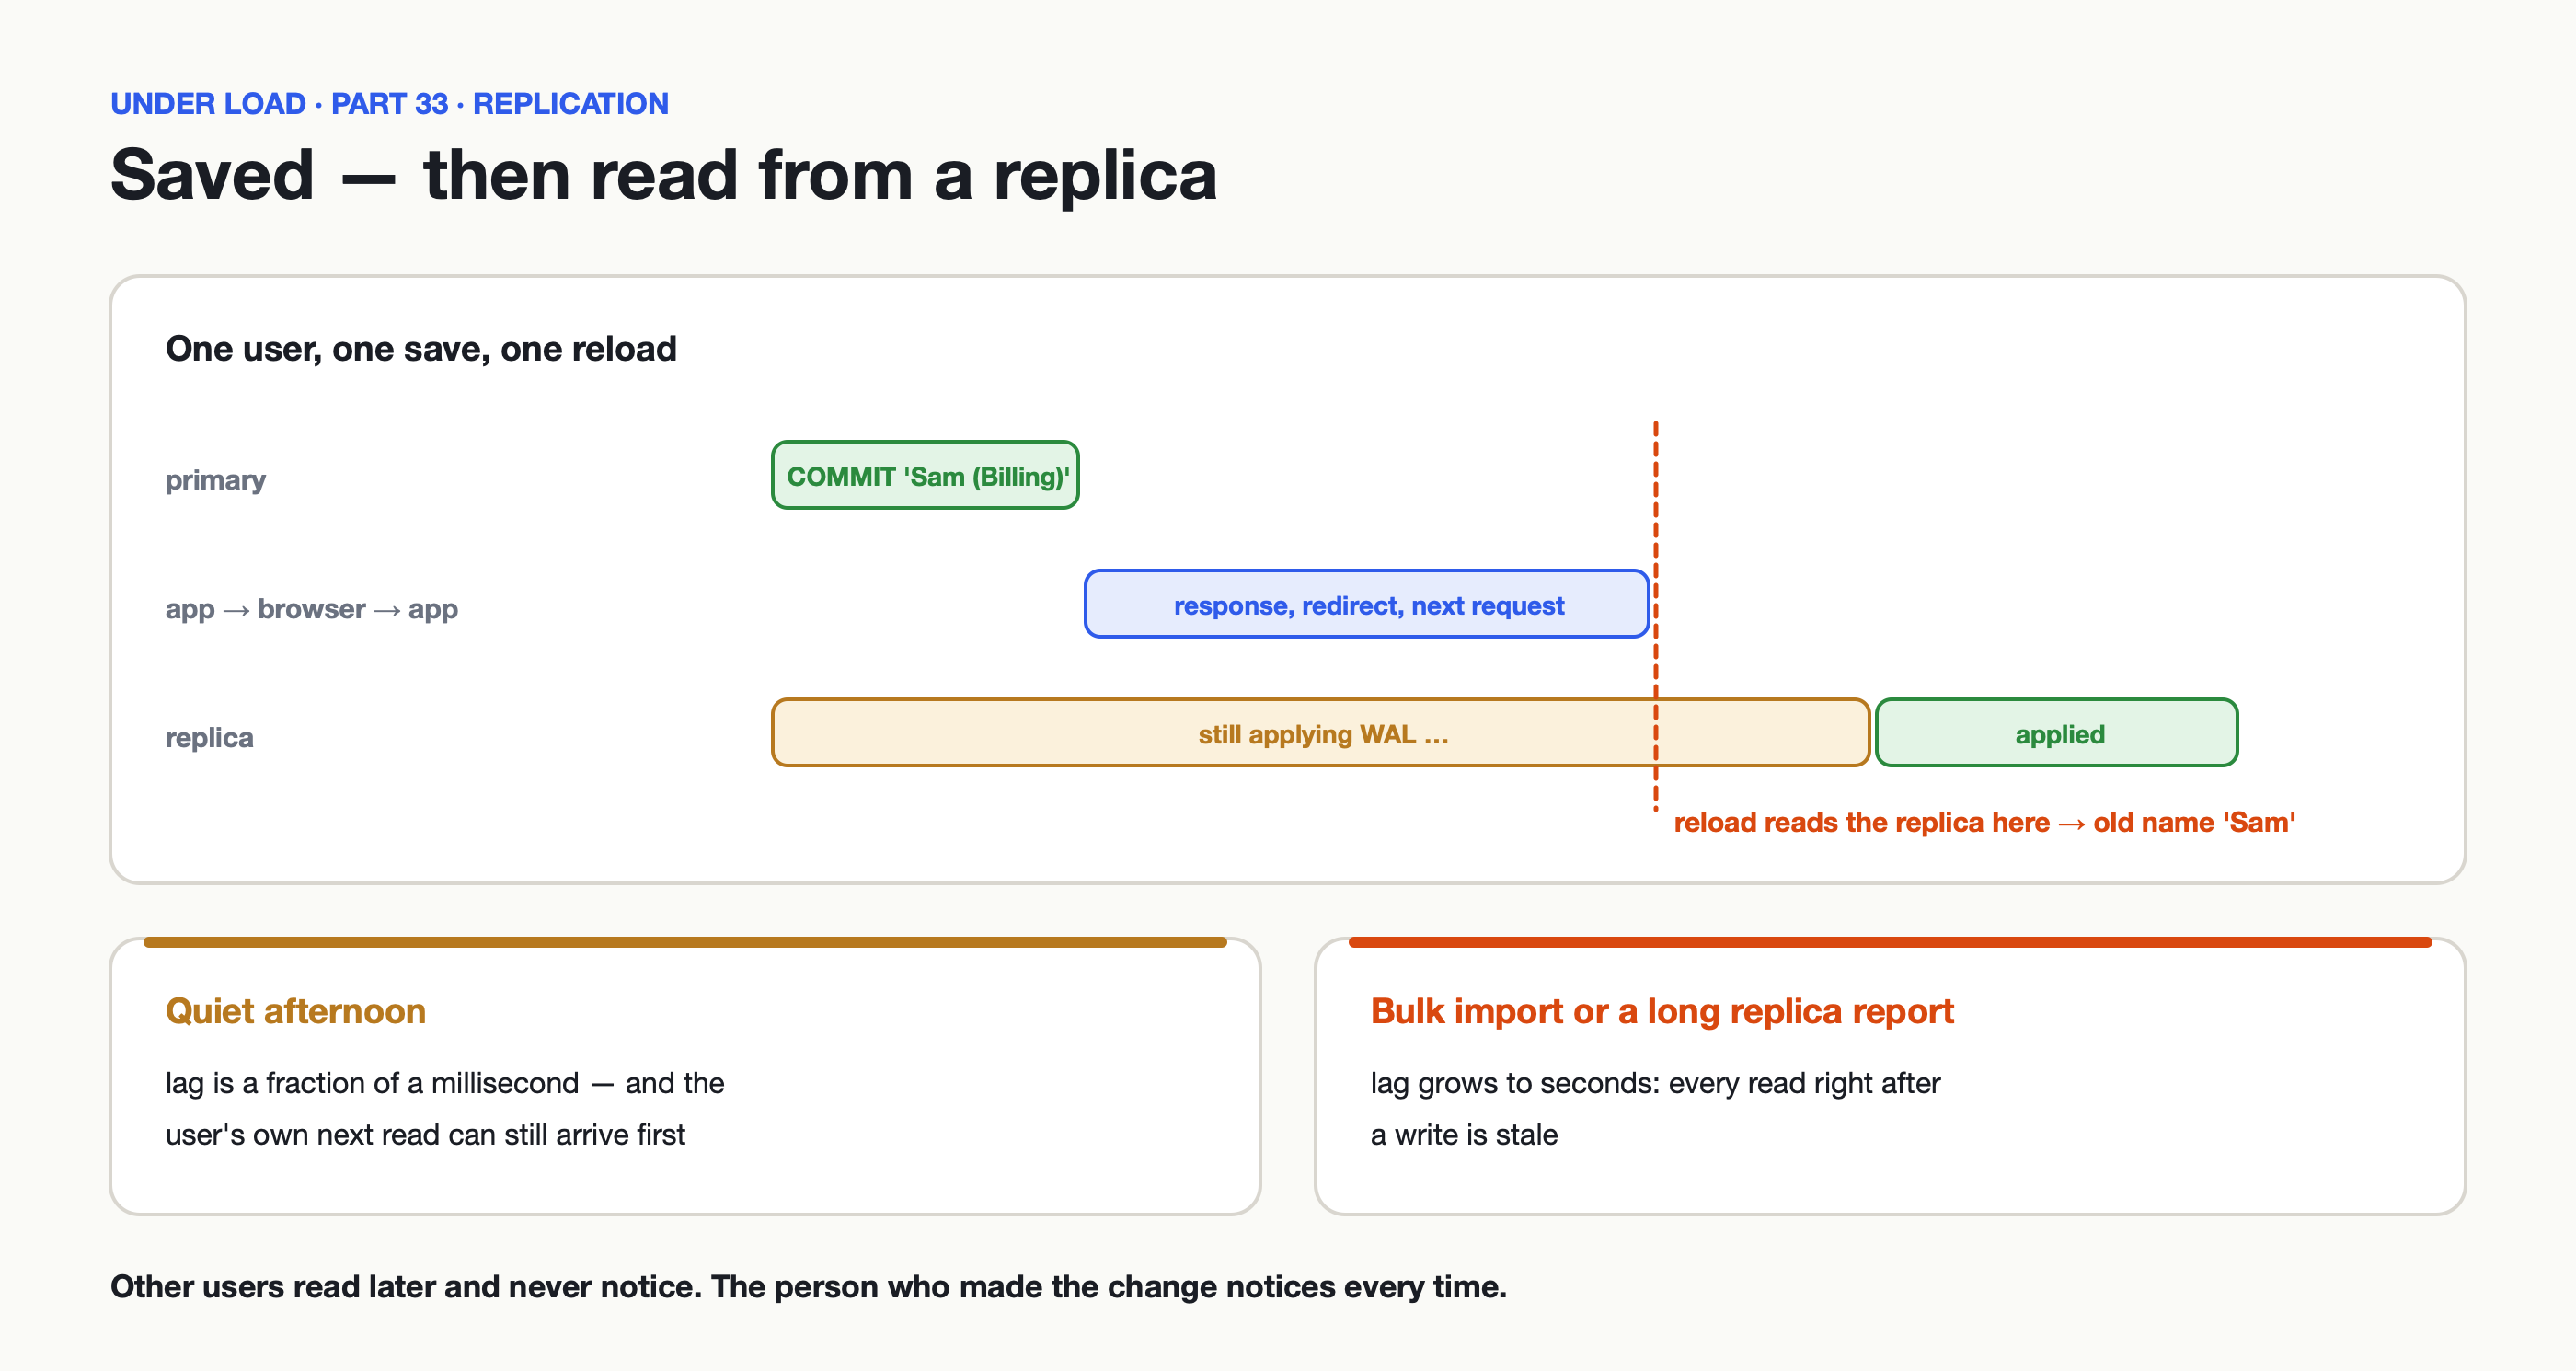 UNDER LOAD · PART 33 · REPLICATION
Saved — then read from a replica
One user, one save, one reload
primary
COMMIT 'Sam (Billing)'
app → browser → app
response, redirect, next request
replica
still applying WAL ...
applied
reload reads the replica here → old name 'Sam'
Quiet afternoon
lag is a fraction of a millisecond — and the
user's own next read can still arrive first
Bulk import or a long replica report
lag grows to seconds: every read right after
a write is stale
Other users read later and never notice. The person who made the change notices every time.